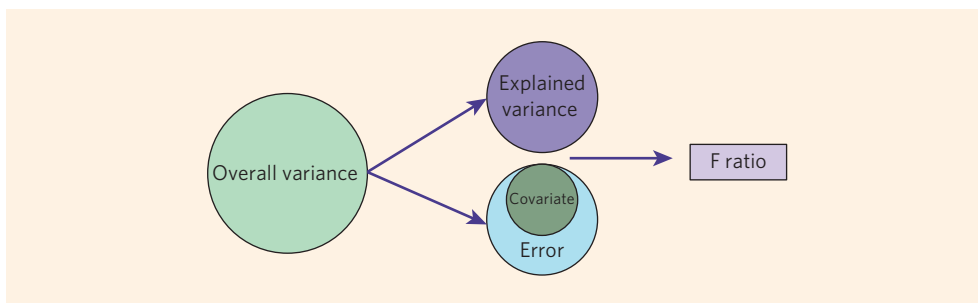 Overall variance
Explained
variance
Covariate
Error
F ratio